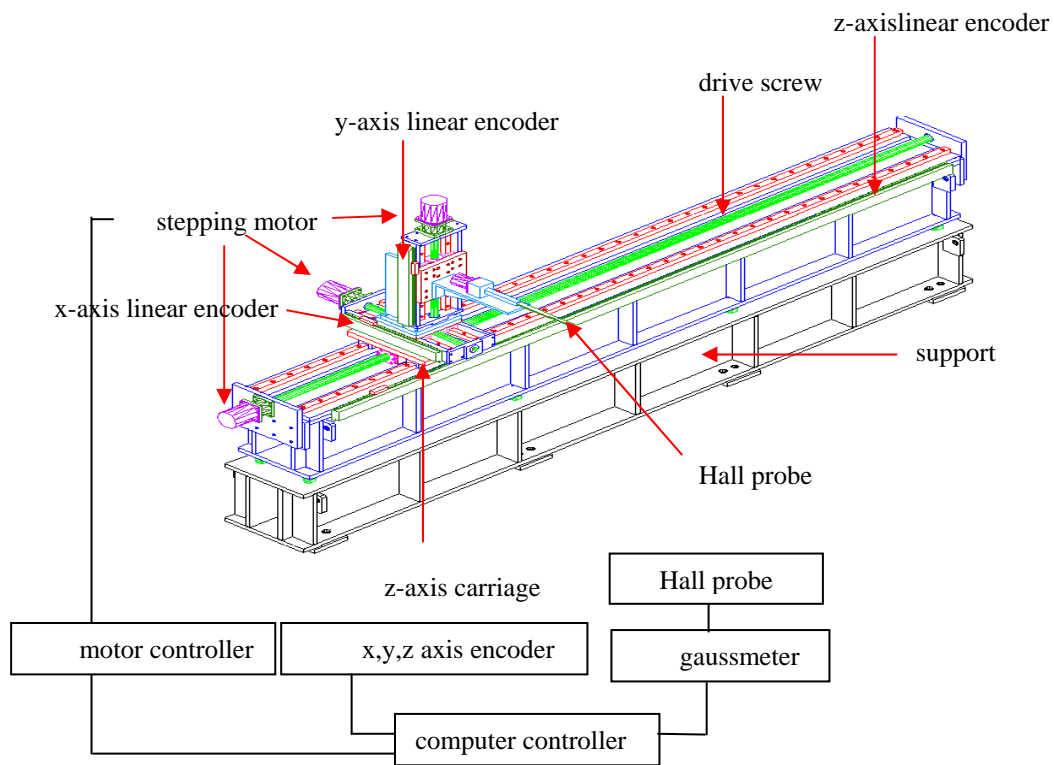 z-axislinear encoder
drive screw
y-axis linear encoder
stepping motor
x-axis linear encoder
support
Hall probe
z-axis carriage
Hall probe
motor controller
x,y,z axis encoder
gaussmeter
computer controller